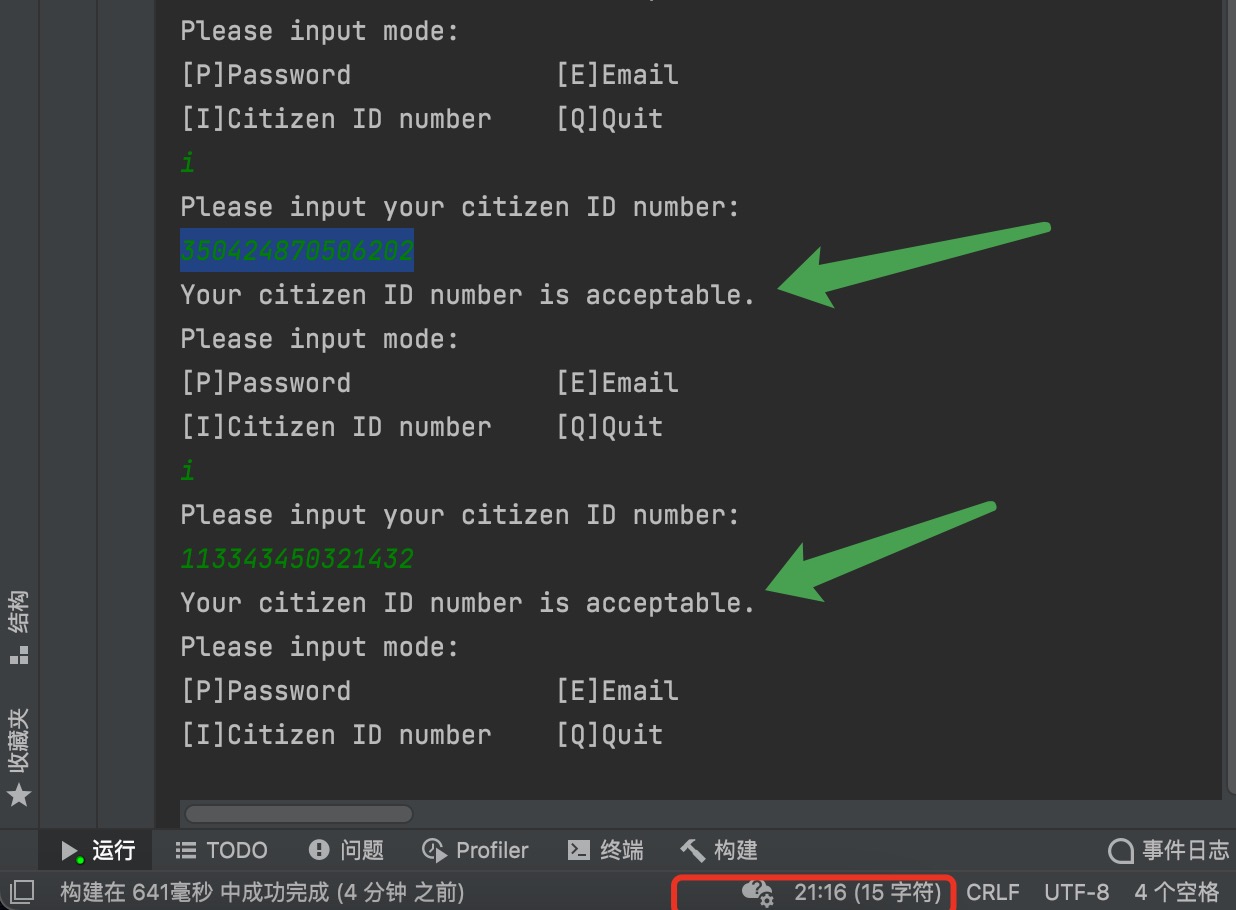 Please input mode:
[P]Password [E]Email
[I]Citizen ID number [Q]Quit
i
Please input your citizen ID number:
350424870506202
Your citizen ID number is acceptable.
Please input mode:
[P]Password [E]Email
[I]Citizen ID number [Q]Quit
i
Please input your citizen ID number:
113343450321432
Your citizen ID number is acceptable.
Please input mode:
[P]Password [E]Email
[I]Citizen ID number [Q]Quit
结构
收藏夹
运行 TODO 问题 Profiler 终端 构建 事件日志
构建在 641毫秒 中成功完成 (4 分钟 之前) 21:16 (15 字符) CRLF UTF-8 4 个空格